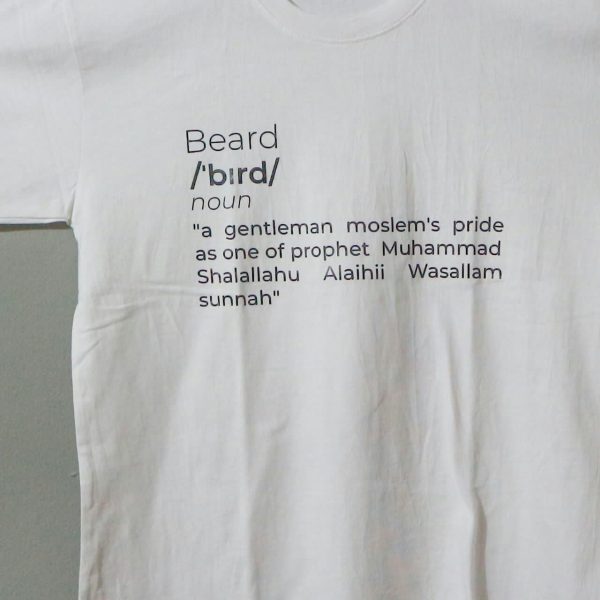 Beard
/'bɪrd/
noun
"a gentleman moslem's pride
as one of prophet Muhammad
Shalallahu Alaihii Wasallam
sunnah"